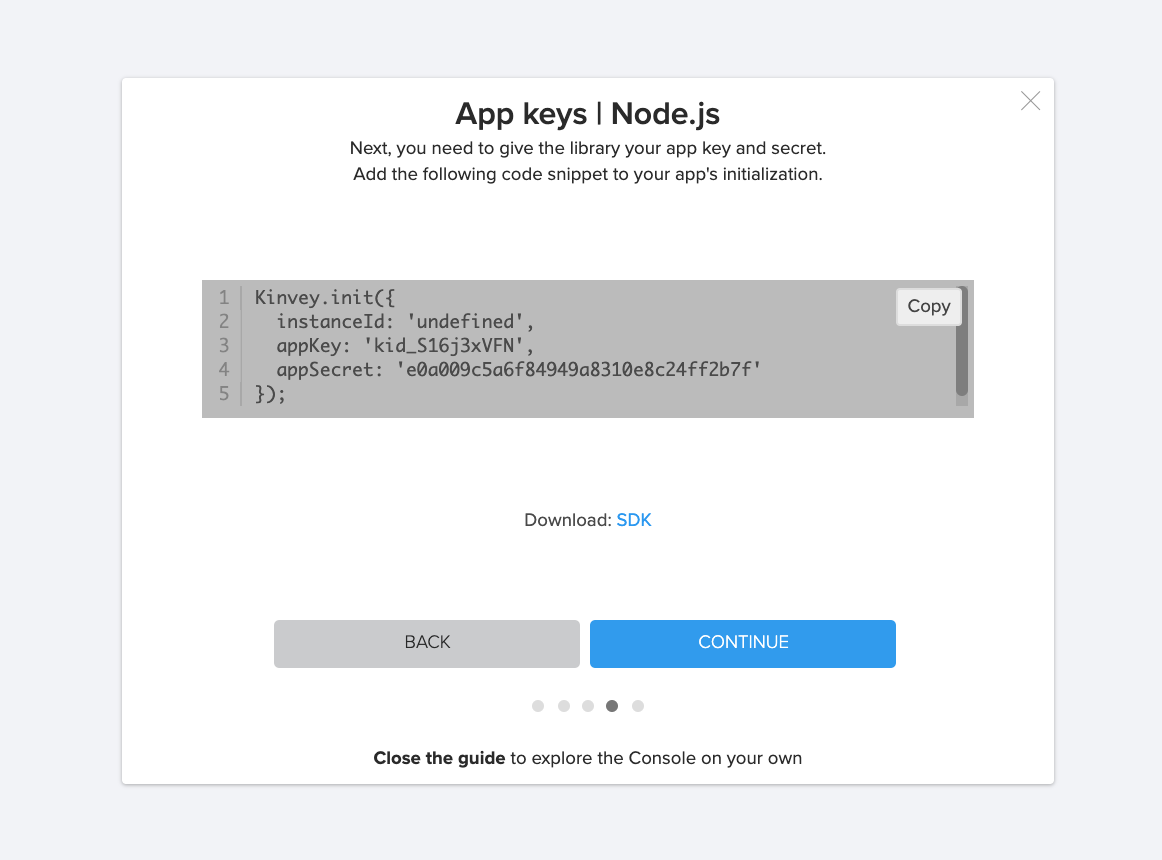 App keys | Node.js
Next, you need to give the library your app key and secret.
Add the following code snippet to your app's initialization.
1 Kinvey.init({
2   instanceId: 'undefined',
3   appKey: 'kid_S16j3xVFN',
4   appSecret: 'e0a009c5a6f84949a8310e8c24ff2b7f'
5 });
Copy
Download: SDK
BACK
CONTINUE
Close the guide to explore the Console on your own